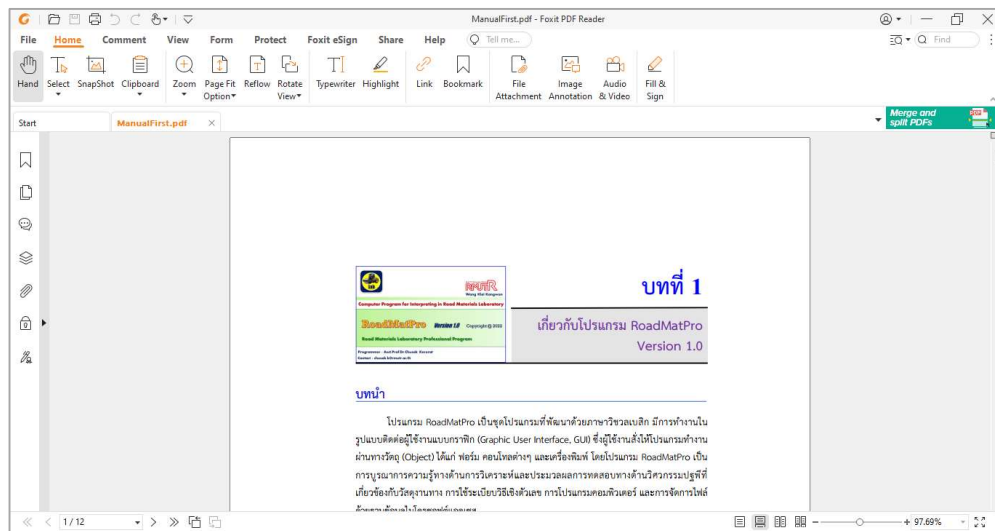 ManualFirst.pdf - Foxit PDF Reader
File Home Comment View Form Protect Foxit eSign Share Help Tell me... Find
Hand Select SnapShot Clipboard Zoom Page Fit Option Reflow Rotate View Typewriter Highlight Link Bookmark File Attachment Image Annotation Audio & Video Fill & Sign
Start ManualFirst.pdf Merge and split PDFs
บทที่ 1
Computer Program for Interpreting in Road Materials Laboratory
RoadMatPro Version 1.0 Copyright@
Road Materials Laboratory Professional Program
เกี่ยวกับโปรแกรม RoadMatPro
Version 1.0
บทนำ
โปรแกรม RoadMatPro เป็นชุดโปรแกรมที่พัฒนาด้วยภาษาวิชวลเบสิก มีการทำงานใน
รูปแบบติดต่อผู้ใช้งานแบบกราฟิก (Graphic User Interface, GUI) ซึ่งผู้ใช้งานสั่งให้โปรแกรมทำงาน
ผ่านทางวัตถุ (Object) ได้แก่ ฟอร์ม คอนโทลต่างๆ และเครื่องพิมพ์ โดยโปรแกรม RoadMatPro เป็น
การบูรณาการความรู้ทางด้านการวิเคราะห์และประมวลผลการทดสอบทางด้านวิศวกรรมปฐพีที่
เกี่ยวข้องกับวัสดุงานทาง การใช้ระเบียบวิธีเชิงตัวเลข การโปรแกรมคอมพิวเตอร์ และการจัดการไฟล์
1 / 12 97.69%